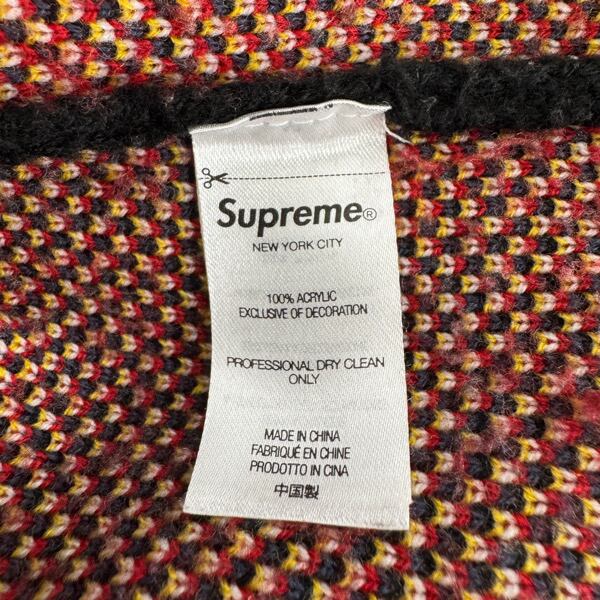 Supreme®
NEW YORK CITY
100% ACRYLIC
EXCLUSIVE OF DECORATION
PROFESSIONAL DRY CLEAN
ONLY
MADE IN CHINA
FABRIQUÉ EN CHINE
PRODOTTO IN CINA
中国製